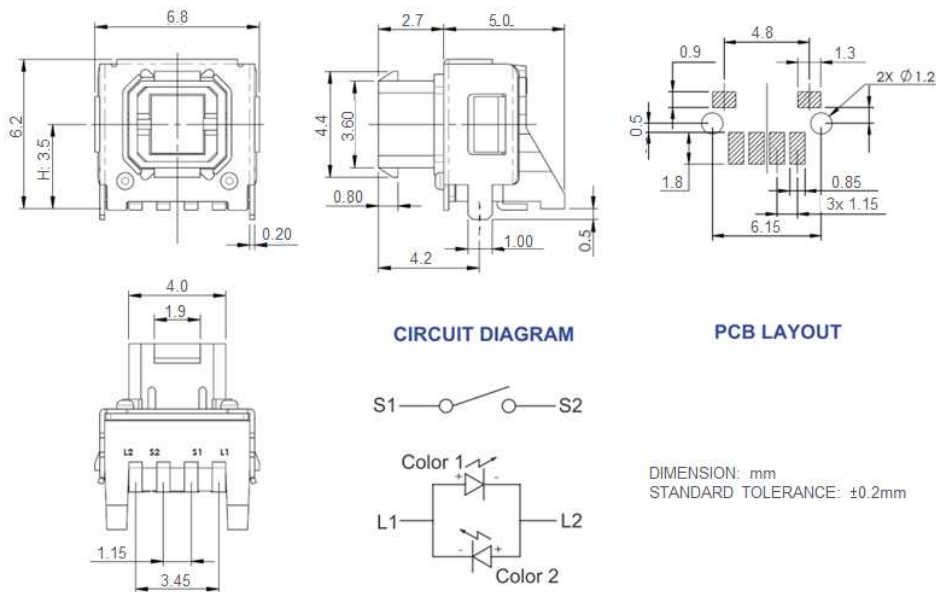 6.8
6.2
H: 3.5
0.20
2.7
5.0
4.4
3.60
0.80
1.00
0.5
4.2
4.8
0.9
1.3
2X Ø1.2
0.5
1.8
0.85
3x 1.15
6.15
4.0
1.9
L2 S2 S1 L1
1.15
3.45
CIRCUIT DIAGRAM
S1 S2
Color 1
+ -
L1 L2
- +
Color 2
PCB LAYOUT
DIMENSION: mm
STANDARD TOLERANCE: ±0.2mm